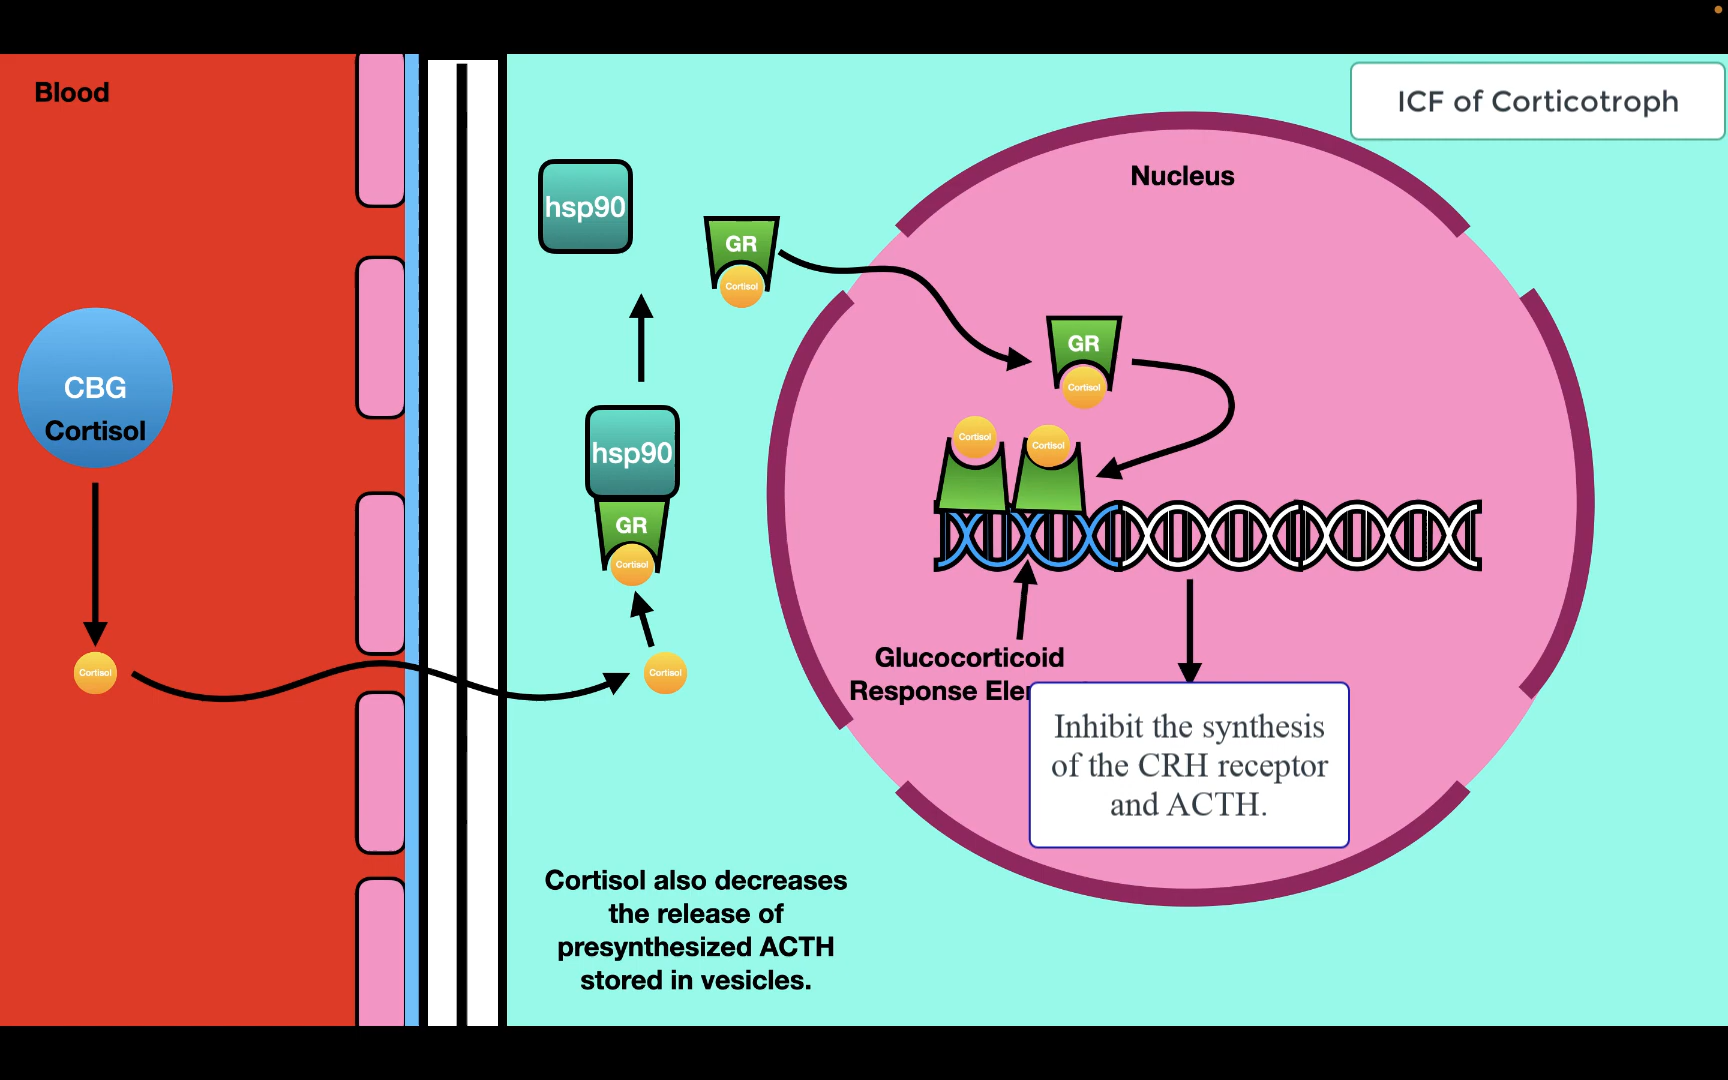 Blood
ICF of Corticotroph
Nucleus
hsp90
GR
Cortisol
GR
Cortisol
CBG
Cortisol
Cortisol
Cortisol
hsp90
GR
Cortisol
Cortisol
Cortisol
Glucocorticoid
Response
Inhibit the synthesis
of the CRH receptor
and ACTH.
Cortisol also decreases
the release of
presynthesized ACTH
stored in vesicles.